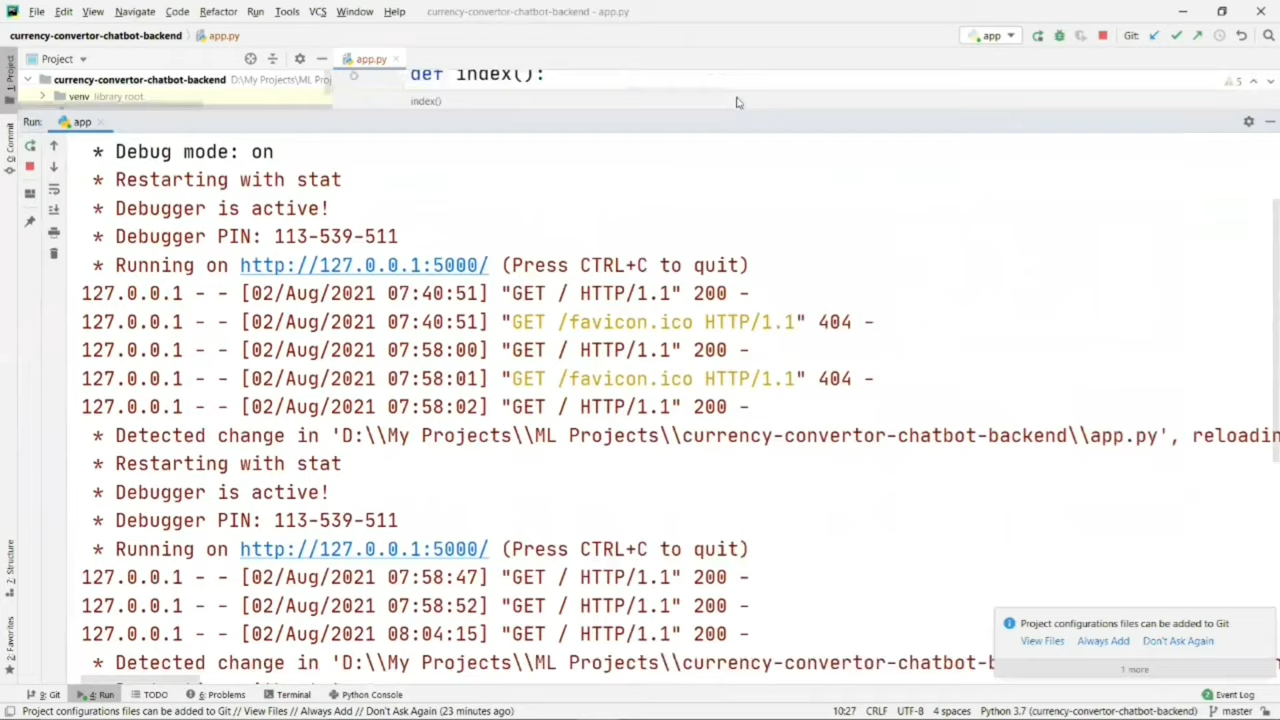 File Edit View Navigate Code Refactor Run Tools VCS Window Help currency-convertor-chatbot-backend - app.py
currency-convertor-chatbot-backend app.py app Git:
1: Project
Project app.py def index(): 5
currency-convertor-chatbot-backend D:\My Projects\ML Proj
venv library root index()
Run: app
0: Commit
* Debug mode: on
* Restarting with stat
* Debugger is active!
* Debugger PIN: 113-539-511
* Running on http://127.0.0.1:5000/ (Press CTRL+C to quit)
127.0.0.1 - - [02/Aug/2021 07:40:51] "GET / HTTP/1.1" 200 -
127.0.0.1 - - [02/Aug/2021 07:40:51] "GET /favicon.ico HTTP/1.1" 404 -
127.0.0.1 - - [02/Aug/2021 07:58:00] "GET / HTTP/1.1" 200 -
127.0.0.1 - - [02/Aug/2021 07:58:01] "GET /favicon.ico HTTP/1.1" 404 -
127.0.0.1 - - [02/Aug/2021 07:58:02] "GET / HTTP/1.1" 200 -
* Detected change in 'D:\\My Projects\\ML Projects\\currency-convertor-chatbot-backend\\app.py', reloadin
* Restarting with stat
* Debugger is active!
* Debugger PIN: 113-539-511
* Running on http://127.0.0.1:5000/ (Press CTRL+C to quit)
127.0.0.1 - - [02/Aug/2021 07:58:47] "GET / HTTP/1.1" 200 -
127.0.0.1 - - [02/Aug/2021 07:58:52] "GET / HTTP/1.1" 200 -
127.0.0.1 - - [02/Aug/2021 08:04:15] "GET / HTTP/1.1" 200 -
* Detected change in 'D:\\My Projects\\ML Projects\\currency-convertor-chatbot-b
Z: Structure
2: Favorites
Project configurations files can be added to Git
View Files Always Add Don't Ask Again
1 more
9: Git 4: Run TODO 6: Problems Terminal Python Console Event Log
Project configurations files can be added to Git // View Files // Always Add // Don't Ask Again (23 minutes ago) 10:27 CRLF UTF-8 4 spaces Python 3.7 (currency-convertor-chatbot-backend) master